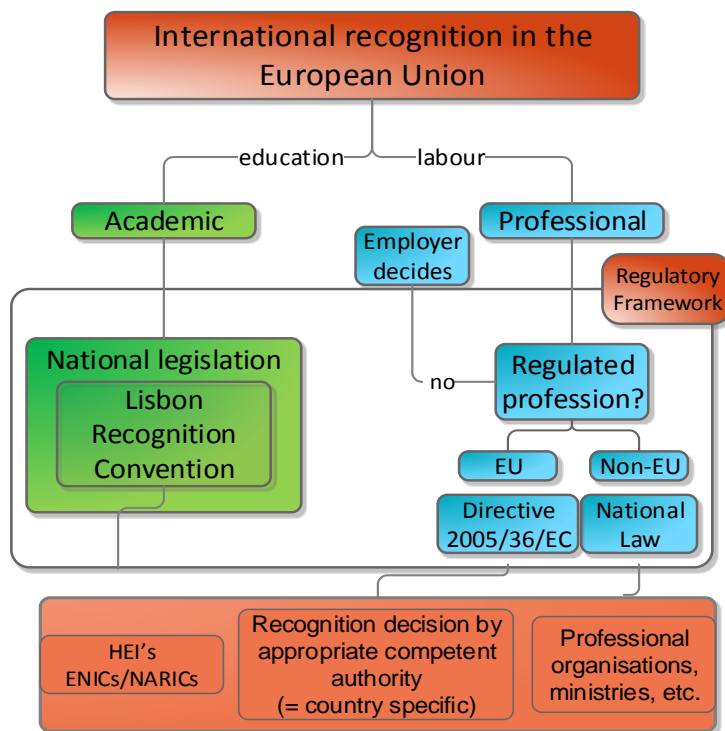 International recognition in the
European Union
education
labour
Academic
Professional
Employer
decides
Regulatory
Framework
National legislation
Lisbon
Recognition
Convention
no
Regulated
profession?
EU
Non-EU
Directive
2005/36/EC
National
Law
HEI's
ENICs/NARICs
Recognition decision by
appropriate competent
authority
(= country specific)
Professional
organisations,
ministries, etc.